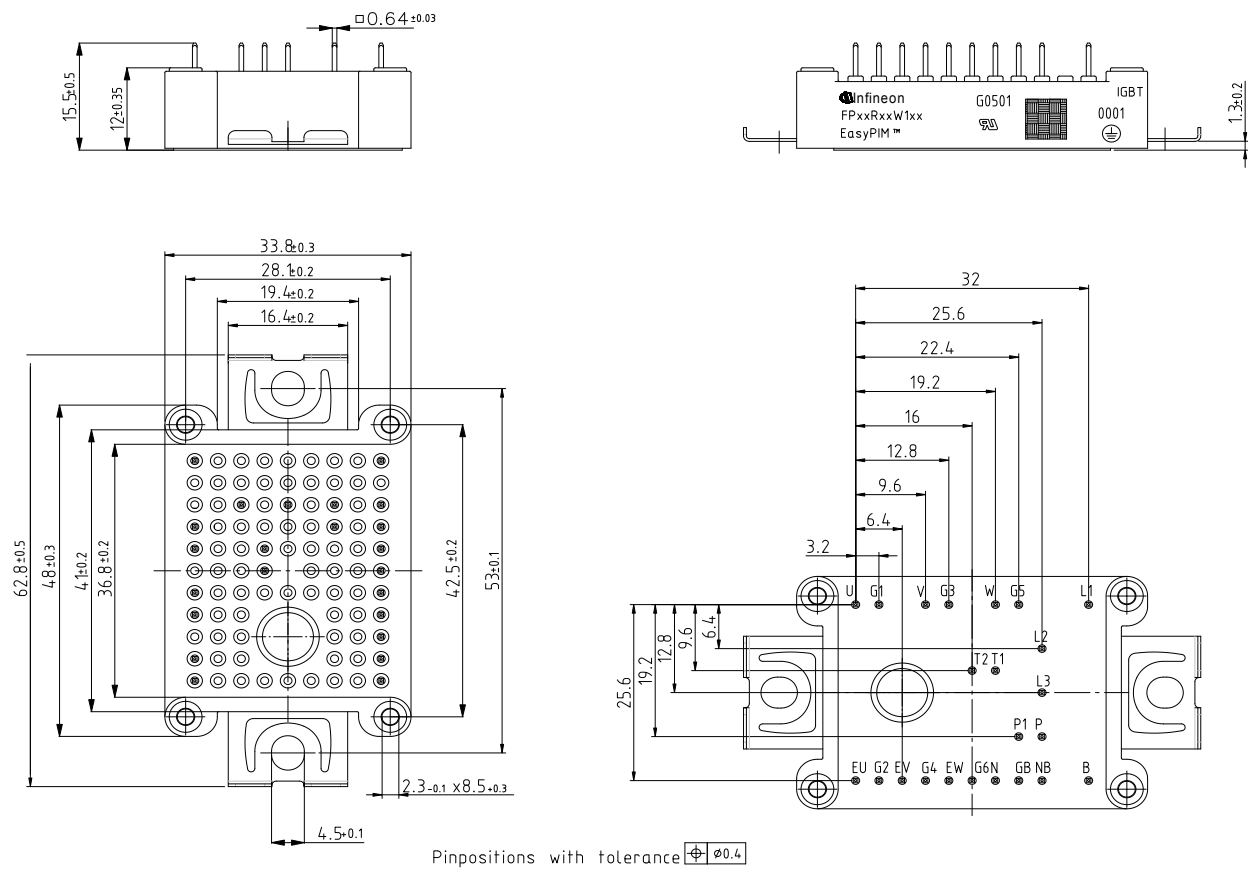 □0.64±0.03
15.5±0.5
12±0.35
Infineon
FPxxRxxW1xx
EasyPIM™
G0501
IGBT
0001
1.3±0.2
33.8±0.3
28.1±0.2
19.4±0.2
16.4±0.2
62.8±0.5
48±0.3
41±0.2
36.8±0.2
53±0.1
42.5±0.2
2.3-0.1 x8.5+0.3
4.5+0.1
32
25.6
22.4
19.2
16
12.8
9.6
6.4
3.2
U G1 V G3 W G5 L1
6.4
9.6
12.8
19.2
25.6
L2
T2 T1
L3
P1 P
EU G2 EV G4 EW G6 N GB NB B
Pinpositions with tolerance ⌖ ⌀0.4